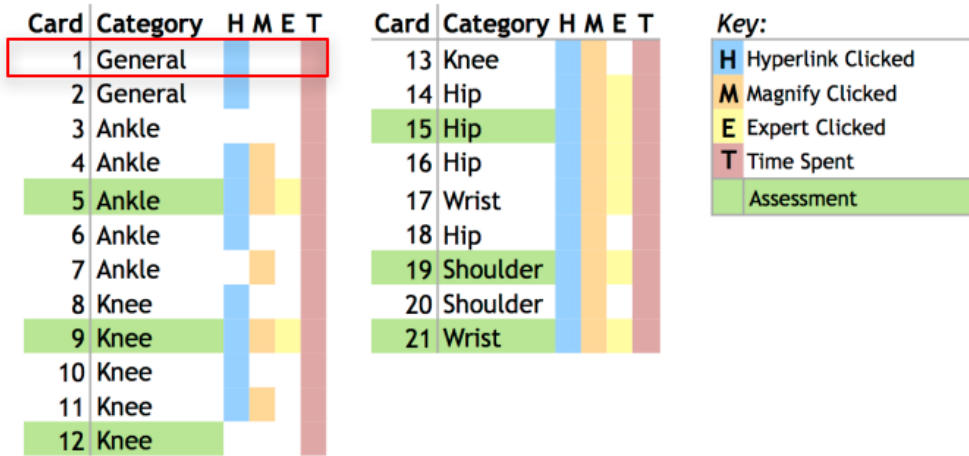 Card Category H M E T
1 General
2 General
3 Ankle
4 Ankle
5 Ankle
6 Ankle
7 Ankle
8 Knee
9 Knee
10 Knee
11 Knee
12 Knee
Card Category H M E T
13 Knee
14 Hip
15 Hip
16 Hip
17 Wrist
18 Hip
19 Shoulder
20 Shoulder
21 Wrist
Key:
H Hyperlink Clicked
M Magnify Clicked
E Expert Clicked
T Time Spent
Assessment